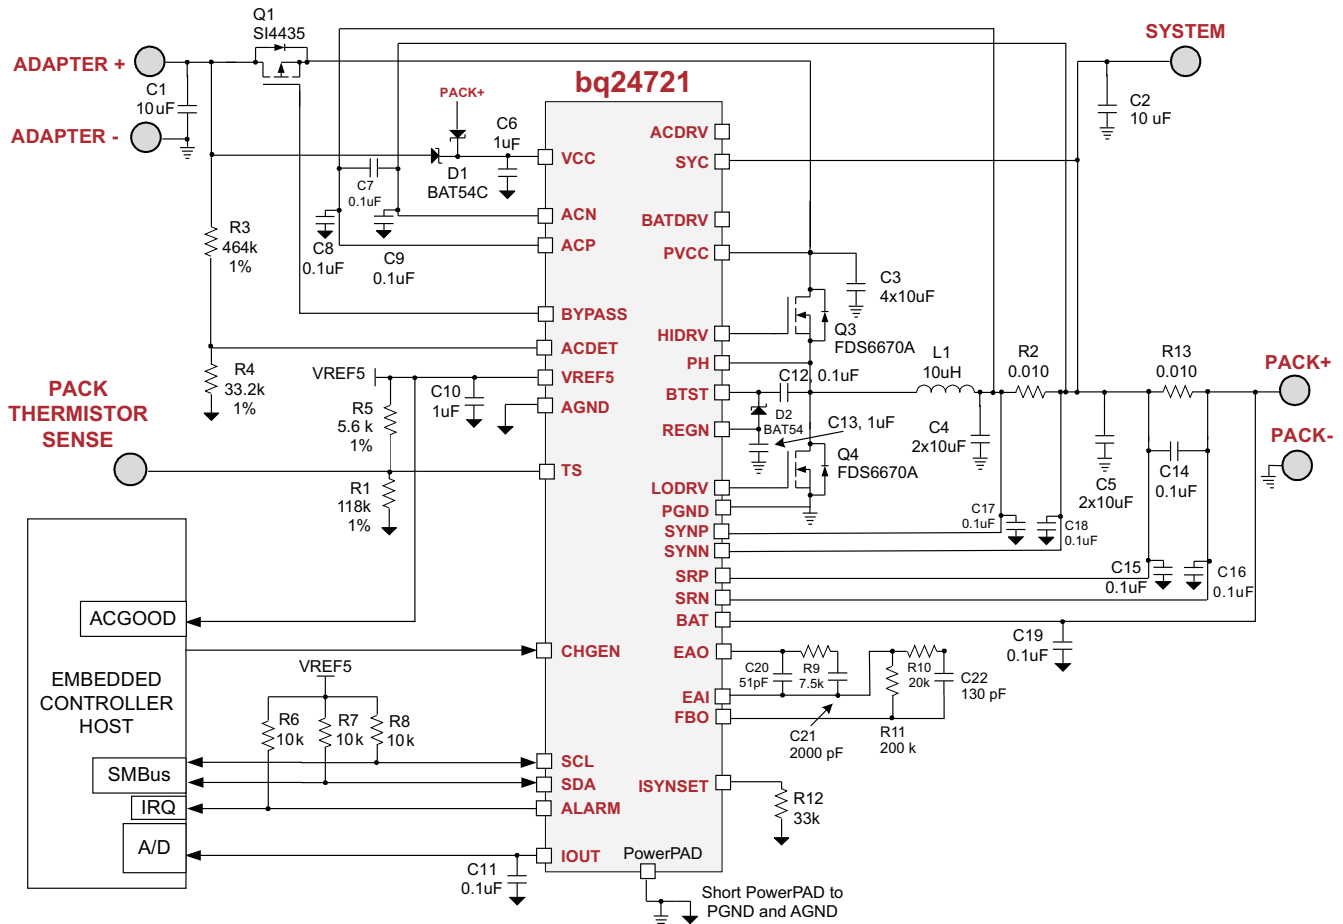 Q1
SI4435
SYSTEM
ADAPTER +
C1
10uF
ADAPTER -
PACK+
bq24721
C2
10 uF
C6
1uF
D1
BAT54C
C7
0.1uF
C8
0.1uF
C9
0.1uF
R3
464k
1%
R4
33.2k
1%
VCC
ACN
ACP
BYPASS
ACDET
VREF5
AGND
TS
CHGEN
SCL
SDA
ALARM
IOUT
ACDRV
SYC
BATDRV
PVCC
HIDRV
PH
BTST
REGN
LODRV
PGND
SYNP
SYNN
SRP
SRN
BAT
EAO
EAI
FBO
ISYNSET
PowerPAD
C3
4x10uF
Q3
FDS6670A
L1
10uH
R2
0.010
R13
0.010
PACK+
PACK-
C12, 0.1uF
D2
BAT54
C13, 1uF
Q4
FDS6670A
C4
2x10uF
C5
2x10uF
C14
0.1uF
C17
0.1uF
C18
0.1uF
C15
0.1uF
C16
0.1uF
C19
0.1uF
PACK
THERMISTOR
SENSE
VREF5
R5
5.6 k
1%
C10
1uF
R1
118k
1%
C20
51pF
R9
7.5k
R10
20k
C22
130 pF
C21
2000 pF
R11
200 k
R12
33k
ACGOOD
EMBEDDED
CONTROLLER
HOST
SMBus
IRQ
A/D
VREF5
R6
10k
R7
10k
R8
10k
C11
0.1uF
Short PowerPAD to
PGND and AGND